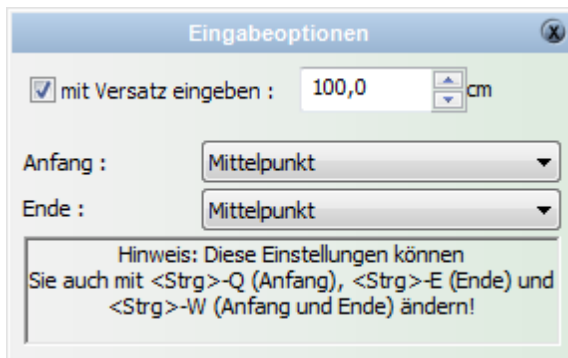 Eingabeoptionen
mit Versatz eingeben : 100,0 cm
Anfang : Mittelpunkt
Ende : Mittelpunkt
Hinweis: Diese Einstellungen können
Sie auch mit <Strg>-Q (Anfang), <Strg>-E (Ende) und
<Strg>-W (Anfang und Ende) ändern!